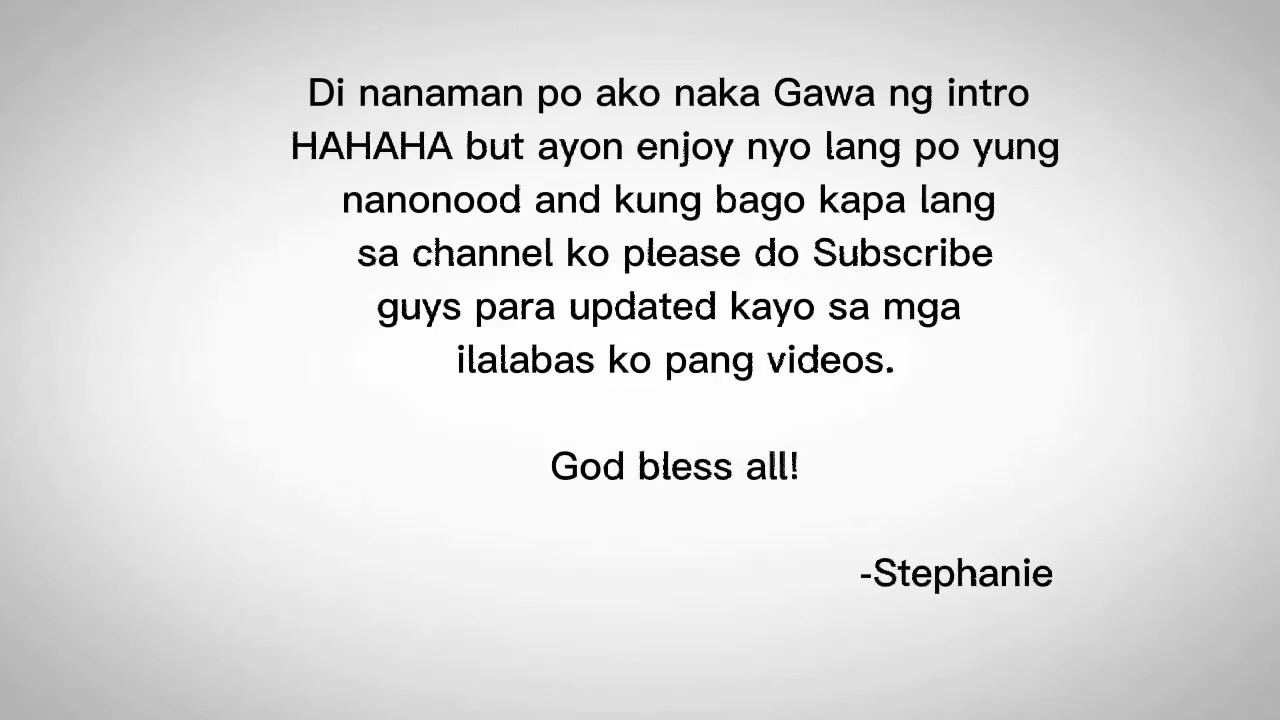 Di nanaman po ako naka Gawa ng intro
HAHAHA but ayon enjoy nyo lang po yung
nanonood and kung bago kapa lang
sa channel ko please do Subscribe
guys para updated kayo sa mga
ilalabas ko pang videos.
God bless all!
-Stephanie